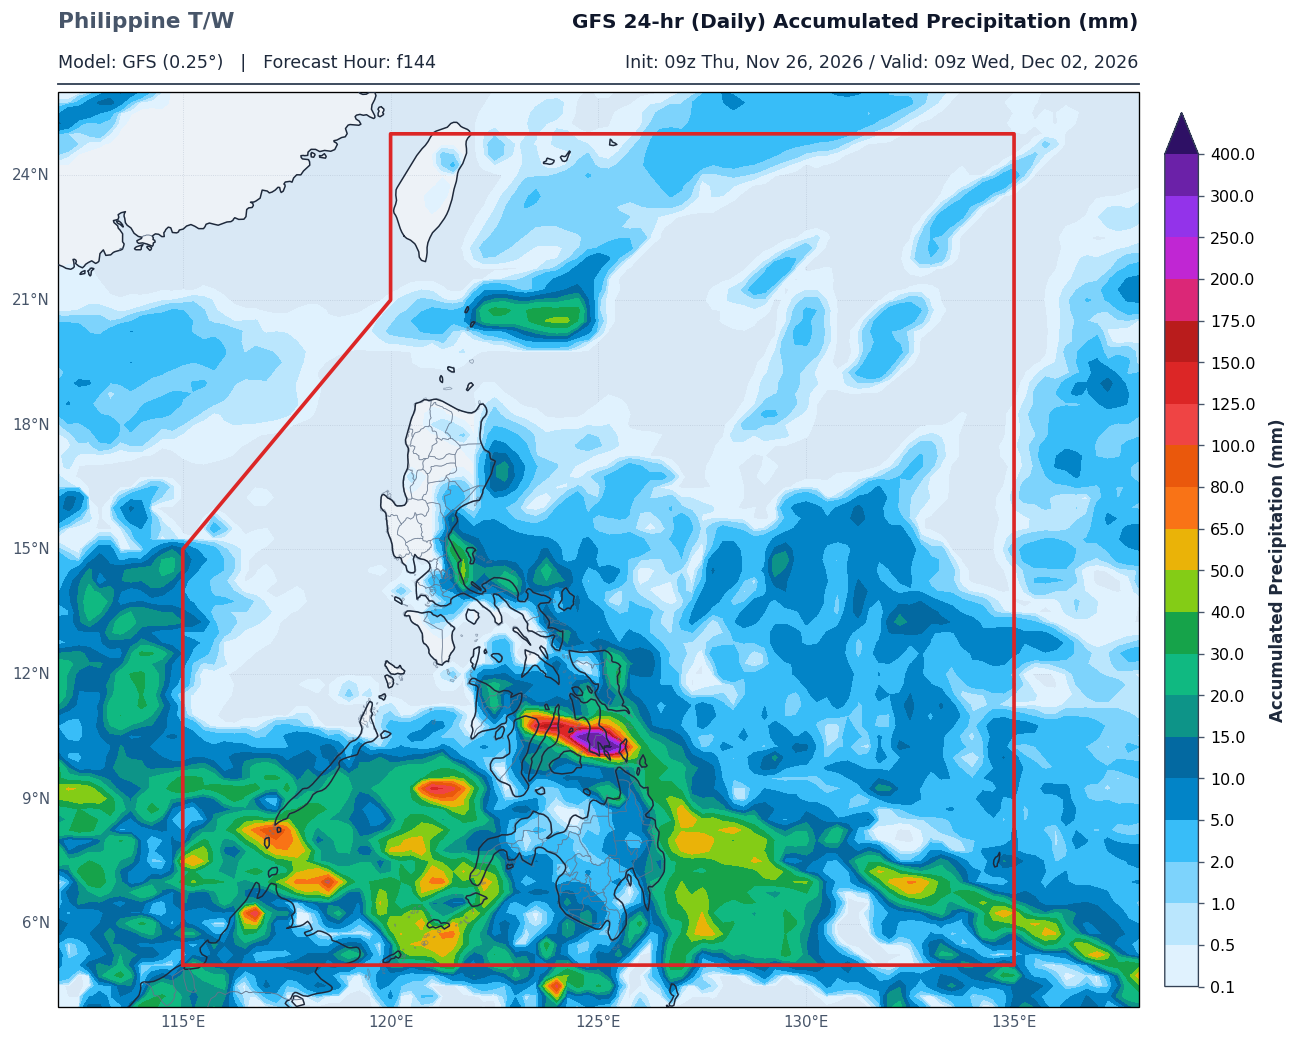 Philippine T/W
GFS 24-hr (Daily) Accumulated Precipitation (mm)
Model: GFS (0.25°)   |   Forecast Hour: f144
Init: 09z Thu, Nov 26, 2026 / Valid: 09z Wed, Dec 02, 2026
24°N
21°N
18°N
15°N
12°N
9°N
6°N
115°E
120°E
125°E
130°E
135°E
400.0
300.0
250.0
200.0
175.0
150.0
125.0
100.0
80.0
65.0
50.0
40.0
30.0
20.0
15.0
10.0
5.0
2.0
1.0
0.5
0.1
Accumulated Precipitation (mm)